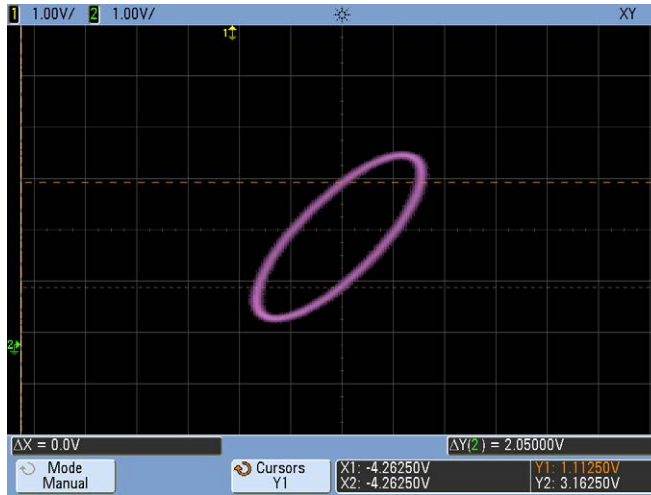 1 1.00V/ 2 1.00V/ XY
1
2
ΔX = 0.0V ΔY(2) = 2.05000V
Mode Cursors X1: -4.26250V Y1: 1.11250V
Manual Y1 X2: -4.26250V Y2: 3.16250V